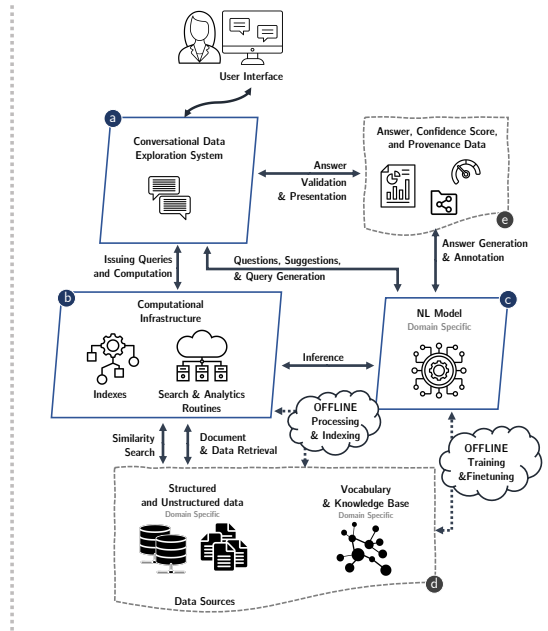 User Interface
a
Conversational Data
Exploration System
Answer, Confidence Score,
and Provenance Data
e
Answer
Validation
& Presentation
Issuing Queries
and Computation
Questions, Suggestions,
& Query Generation
Answer Generation
& Annotation
b
Computational
Infrastructure
Indexes
Search & Analytics
Routines
c
NL Model
Domain Specific
Inference
OFFLINE
Processing
& Indexing
OFFLINE
Training
&Finetuning
Similarity
Search
Document
& Data Retrieval
Structured
and Unstructured data
Domain Specific
Vocabulary
& Knowledge Base
Domain Specific
d
Data Sources